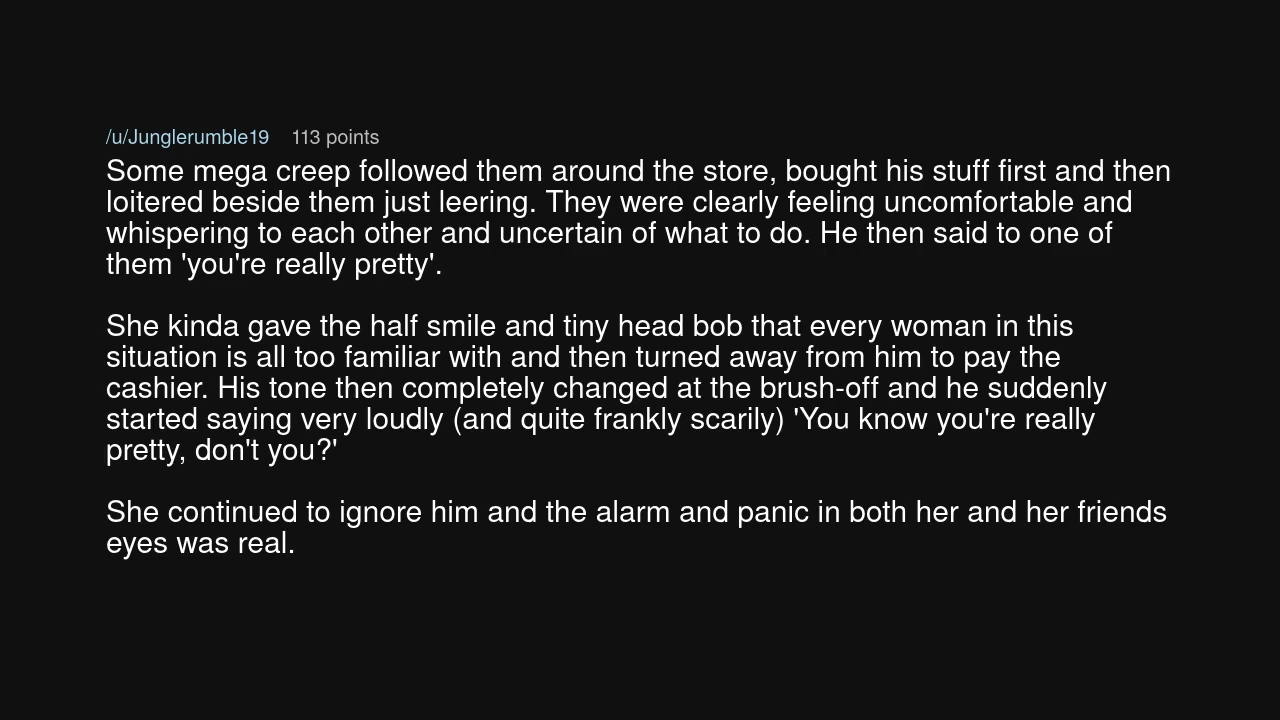 /u/Junglerumble19 113 points
Some mega creep followed them around the store, bought his stuff first and then
loitered beside them just leering. They were clearly feeling uncomfortable and
whispering to each other and uncertain of what to do. He then said to one of
them 'you're really pretty'.
She kinda gave the half smile and tiny head bob that every woman in this
situation is all too familiar with and then turned away from him to pay the
cashier. His tone then completely changed at the brush-off and he suddenly
started saying very loudly (and quite frankly scarily) 'You know you're really
pretty, don't you?'
She continued to ignore him and the alarm and panic in both her and her friends
eyes was real.